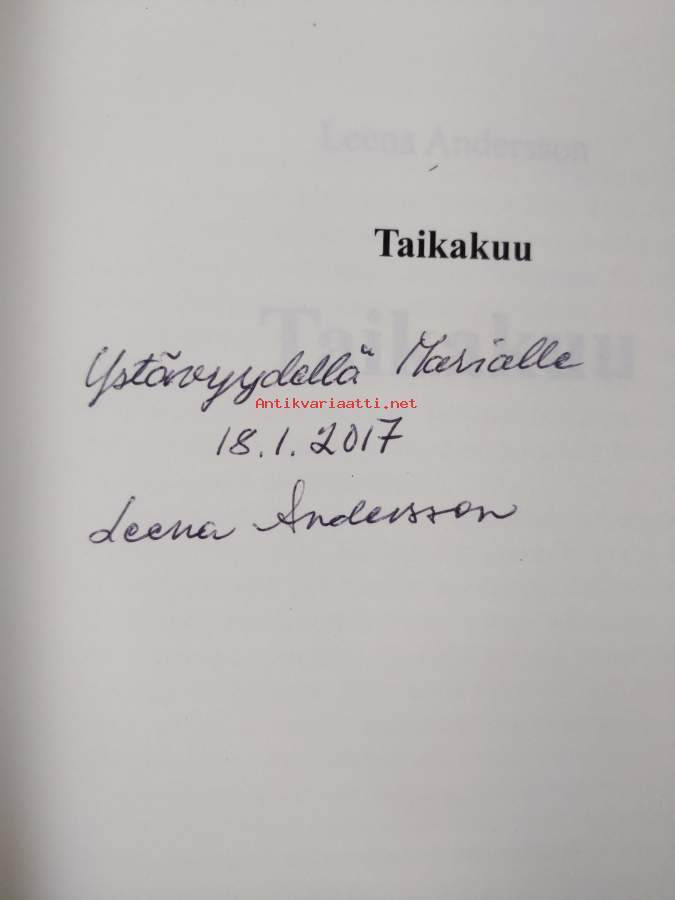 Leena Andersson
Taikakuu
Taikakuu
Ystävyydellä Marialle
Antikvariaatti.net
18.1.2017
Leena Andersson